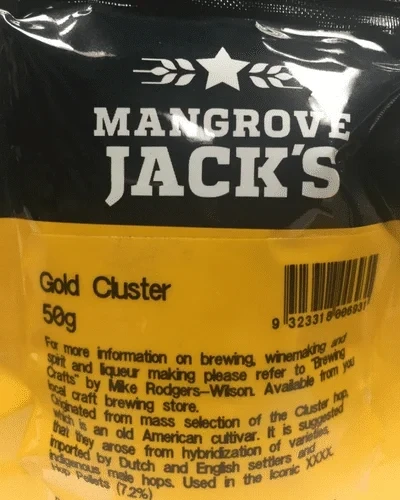 MANGROVE
JACK'S
Gold Cluster
50g
9 323318 006931
For more information on brewing, winemaking and
spirit and liqueur making please refer to "Brewing
Crafts" by Mike Rodgers-Wilson. Available from you
local craft brewing store.
Originated from mass selection of the Cluster hop,
which is an old American cultivar. It is suggested
that they arose from hybridization of varieties,
imported by Dutch and English settlers and
indigenous male hops. Used in the Iconic XXXX.
Hop Pellets (7.2%)